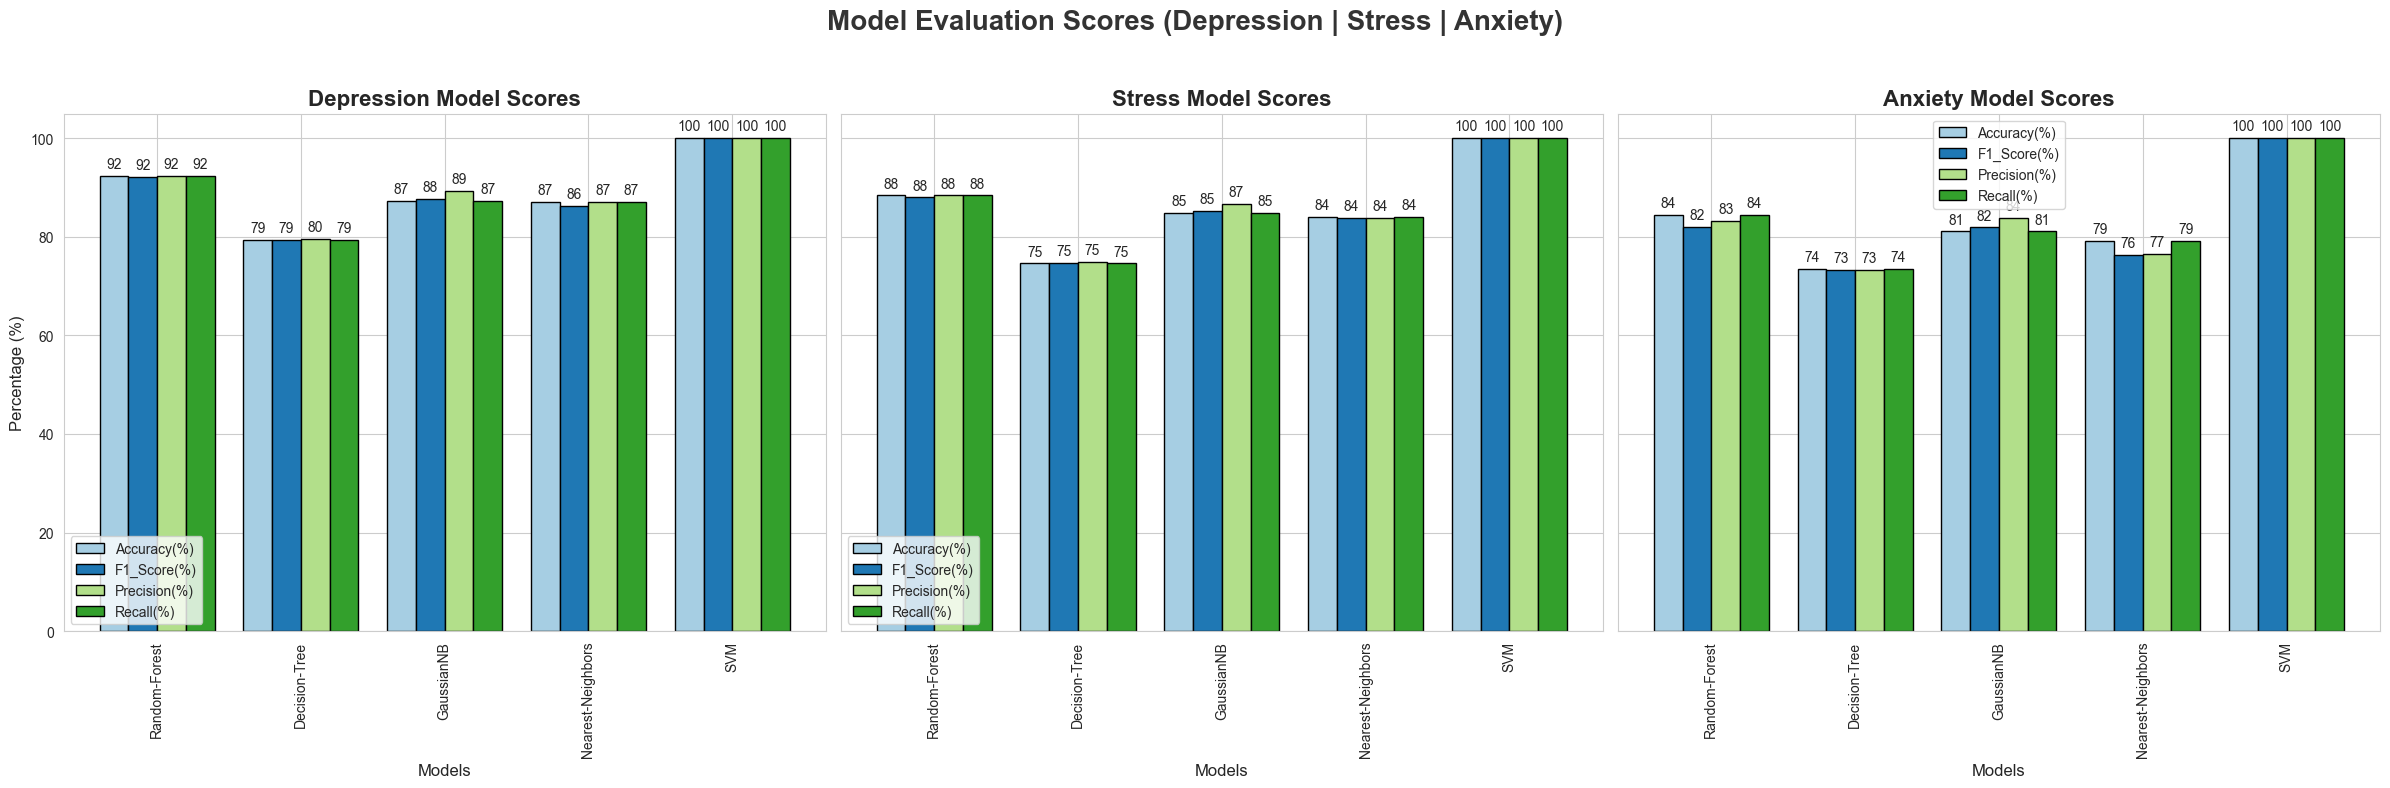 Model Evaluation Scores (Depression | Stress | Anxiety)
Depression Model Scores
Percentage (%)
100
80
60
40
20
0
92 92 92 92
79 79 80 79
87 88 89 87
87 86 87 87
100 100 100 100
Accuracy(%)
F1_Score(%)
Precision(%)
Recall(%)
Random-Forest
Decision-Tree
GaussianNB
Nearest-Neighbors
SVM
Models
Stress Model Scores
88 88 88 88
75 75 75 75
85 85 87 85
84 84 84 84
100 100 100 100
Accuracy(%)
F1_Score(%)
Precision(%)
Recall(%)
Random-Forest
Decision-Tree
GaussianNB
Nearest-Neighbors
SVM
Models
Anxiety Model Scores
Accuracy(%)
F1_Score(%)
Precision(%)
Recall(%)
84 82 83 84
74 73 73 74
81 82 84 81
79 76 77 79
100 100 100 100
Random-Forest
Decision-Tree
GaussianNB
Nearest-Neighbors
SVM
Models